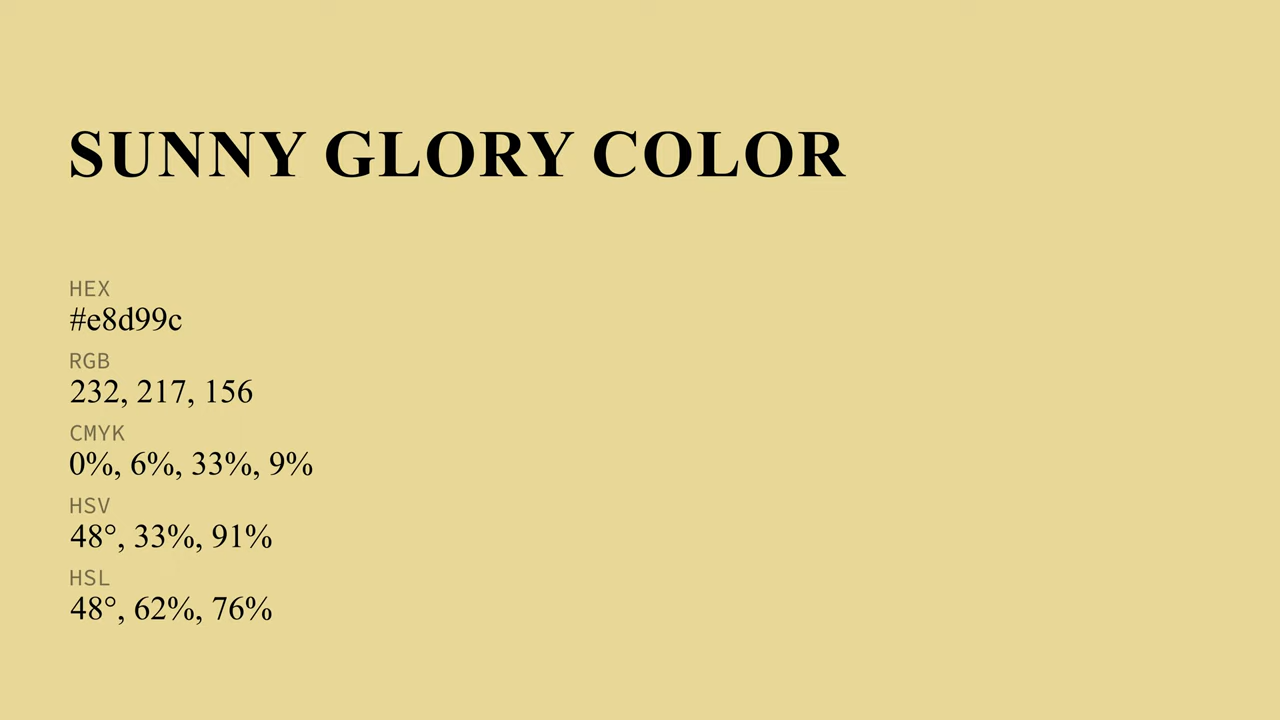 SUNNY GLORY COLOR
HEX
#e8d99c
RGB
232, 217, 156
CMYK
0%, 6%, 33%, 9%
HSV
48°, 33%, 91%
HSL
48°, 62%, 76%